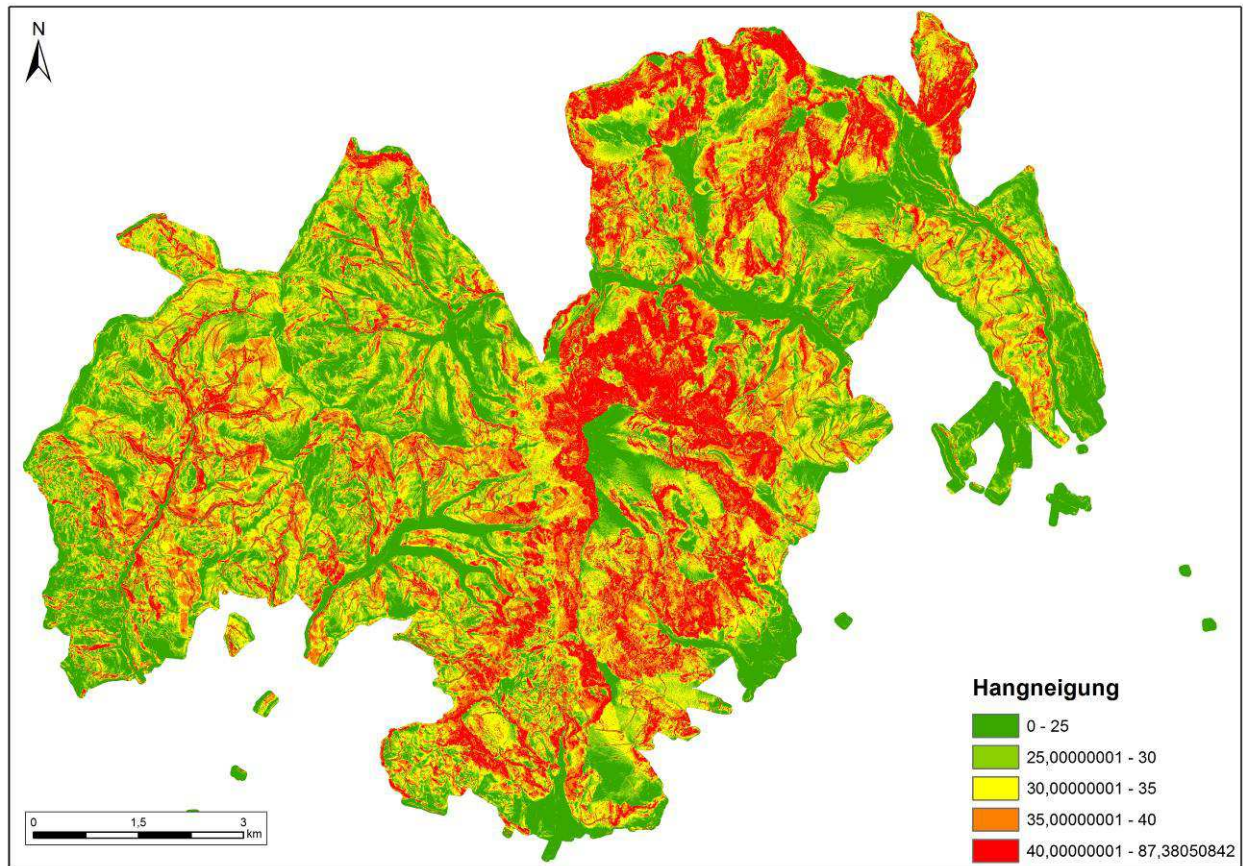 N
Hangneigung
0 - 25
25,00000001 - 30
30,00000001 - 35
35,00000001 - 40
40,00000001 - 87,38050842
0 1,5 3
km